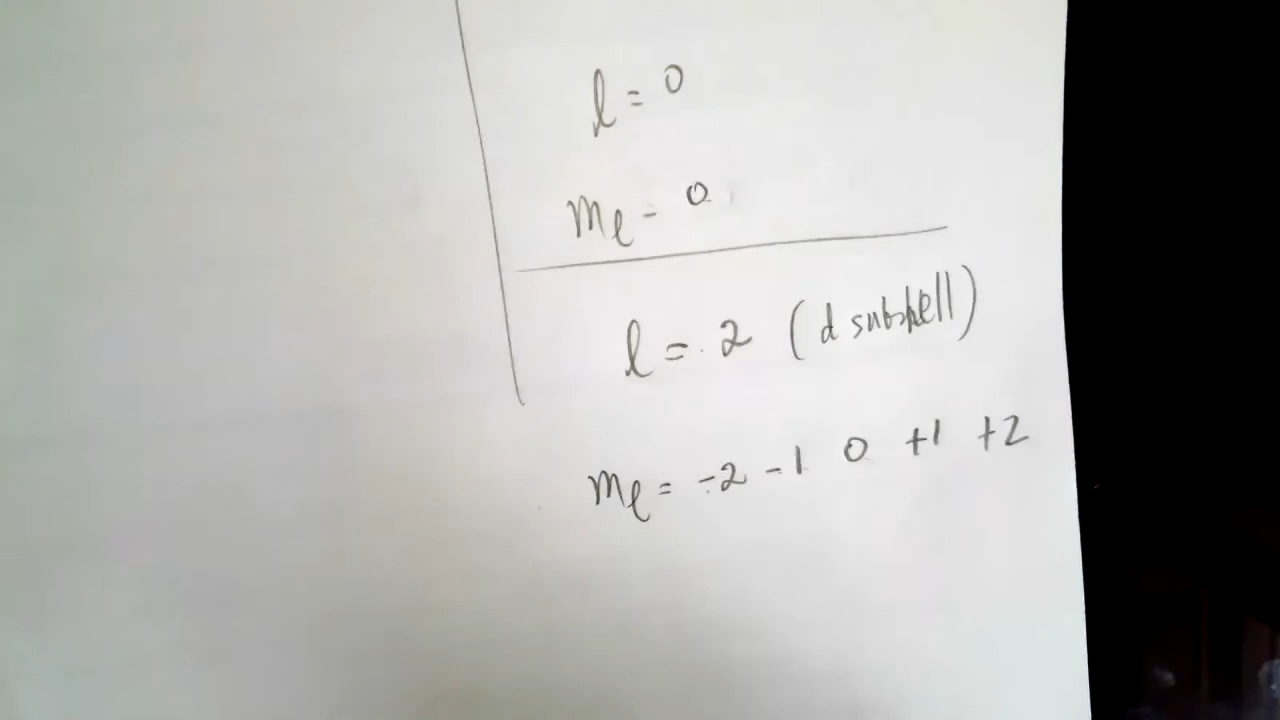 l = 0
ml = 0
l = 2 (d subshell)
ml = -2 -1 0 +1 +2